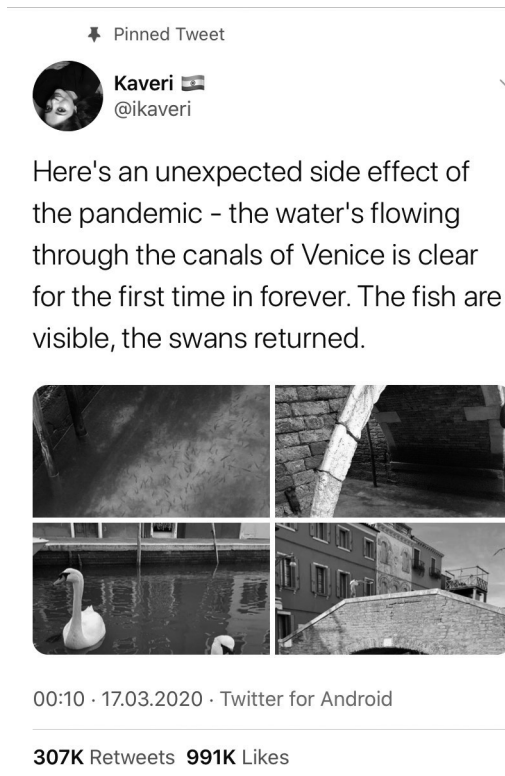 Pinned Tweet
Kaveri
@ikaveri
Here's an unexpected side effect of
the pandemic - the water's flowing
through the canals of Venice is clear
for the first time in forever. The fish are
visible, the swans returned.
00:10 · 17.03.2020 · Twitter for Android
307K Retweets 991K Likes